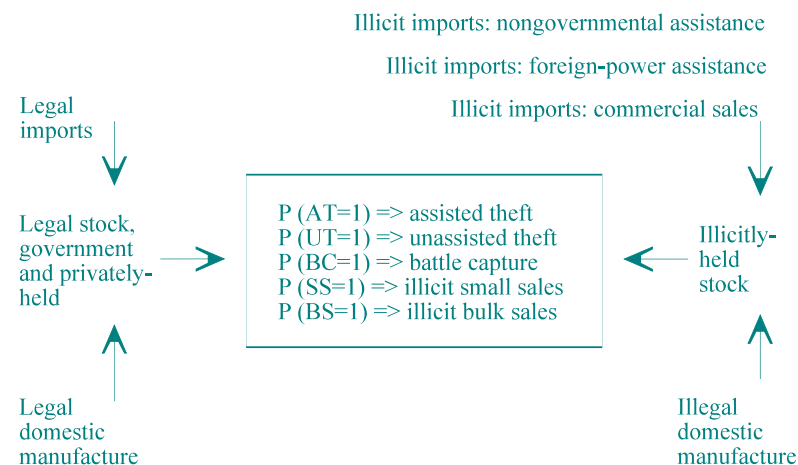 Illicit imports: nongovernmental assistance
Illicit imports: foreign-power assistance
Illicit imports: commercial sales
Legal
imports
Legal stock,
government
and privately-
held
Legal
domestic
manufacture
P (AT=1) => assisted theft
P (UT=1) => unassisted theft
P (BC=1) => battle capture
P (SS=1) => illicit small sales
P (BS=1) => illicit bulk sales
Illicitly-
held
stock
Illegal
domestic
manufacture